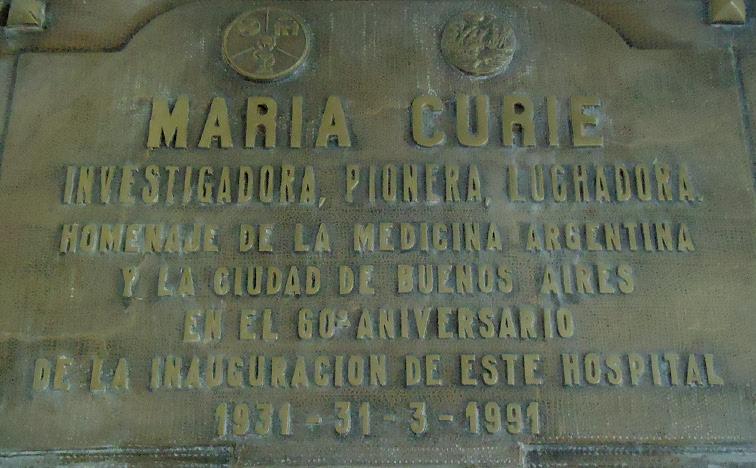 MARIA CURIE
INVESTIGADORA, PIONERA, LUCHADORA.
HOMENAJE DE LA MEDICINA ARGENTINA
Y LA CIUDAD DE BUENOS AIRES
EN EL 60º ANIVERSARIO
DE LA INAUGURACION DE ESTE HOSPITAL
1931 - 31 - 3 - 1991